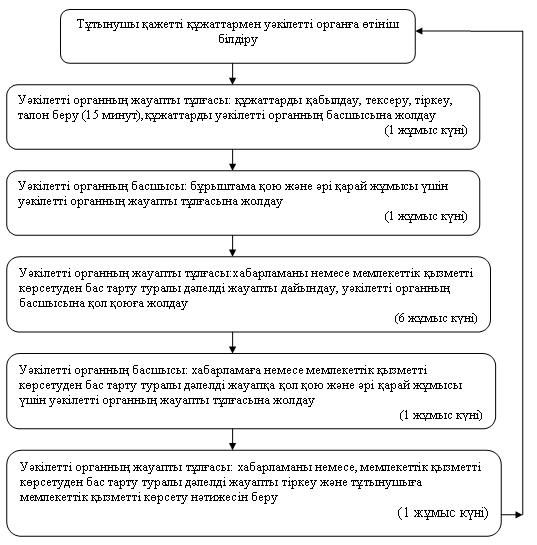 Тұтынушы қажетті құжаттармен уәкілетті органға өтініш
білдіру
Уәкілетті органның жауапты тұлғасы: құжаттарды қабылдау, тексеру, тіркеу,
талон беру (15 минут),құжаттарды уәкілетті органның басшысына жолдау
(1 жұмыс күні)
Уәкілетті органның басшысы: бұрыштама қою және әрі қарай жұмысы үшін
уәкілетті органның жауапты тұлғасына жолдау
(1 жұмыс күні)
Уәкілетті органның жауапты тұлғасы:хабарламаны немесе мемлекеттік қызметті
көрсетуден бас тарту туралы дәлелді жауапты дайындау, уәкілетті органның
басшысына қол қоюға жолдау
(6 жұмыс күні)
Уәкілетті органның басшысы: хабарламаға немесе мемлекеттік қызметті
көрсетуден бас тарту туралы дәлелді жауапқа қол қою және әрі қарай жұмысы
үшін уәкілетті органның жауапты тұлғасына жолдау
(1 жұмыс күні)
Уәкілетті органның жауапты тұлғасы: хабарламаны немесе, мемлекеттік қызметті
көрсетуден бас тарту туралы дәлелді жауапты тіркеу және тұтынушыға
мемлекеттік қызметті көрсету нәтижесін беру
(1 жұмыс күні)